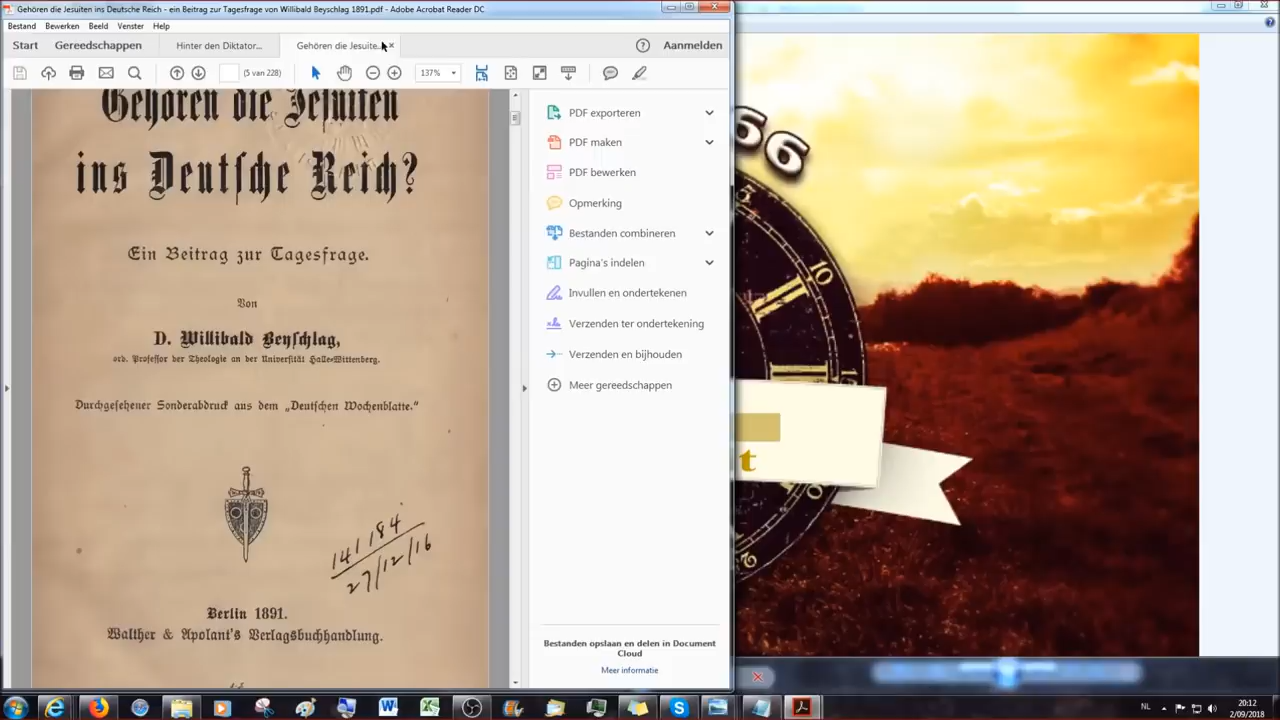 Gehören die Jesuiten ins Deutsche Reich - ein Beitrag zur Tagesfrage von Willibald Beyschlag 1891.pdf - Adobe Acrobat Reader DC
Bestand Bewerken Beeld Venster Help
Start Gereedschappen Hinter den Diktator... Gehören die Jesuite... × Aanmelden
(5 van 228) 137%
Gehören die Jeſuiten
ins Deutſche Reich?
Ein Beitrag zur Tagesfrage.
Von
D. Willibald Beyſchlag,
ord. Profeſſor der Theologie an der Univerſität Halle-Wittenberg.
Durchgeſehener Sonderabdruck aus dem „Deutſchen Wochenblatte."
141184
27/12/16
Berlin 1891.
Walther & Apolant's Verlagsbuchhandlung.
PDF exporteren
PDF maken
PDF bewerken
Opmerking
Bestanden combineren
Pagina's indelen
Invullen en ondertekenen
Verzenden ter ondertekening
Verzenden en bijhouden
Meer gereedschappen
Bestanden opslaan en delen in Document
Cloud
Meer informatie
66
5
10
t
NL
20:12
2/09/2018